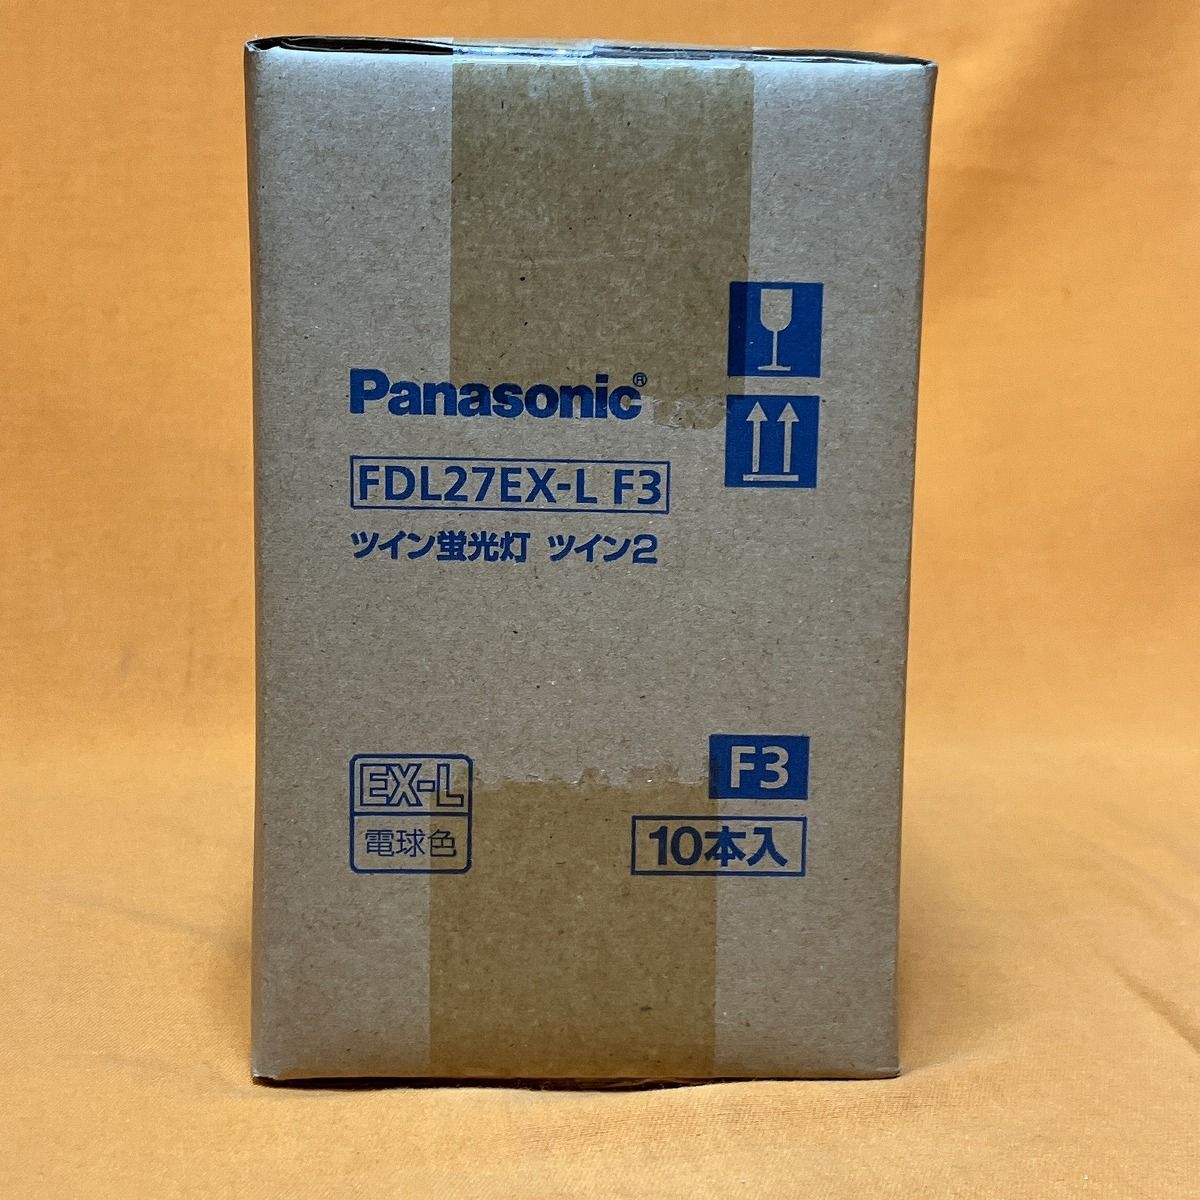 Panasonic®
FDL27EX-L F3
ツイン蛍光灯 ツイン2
F3
EX-L
電球色
10本入